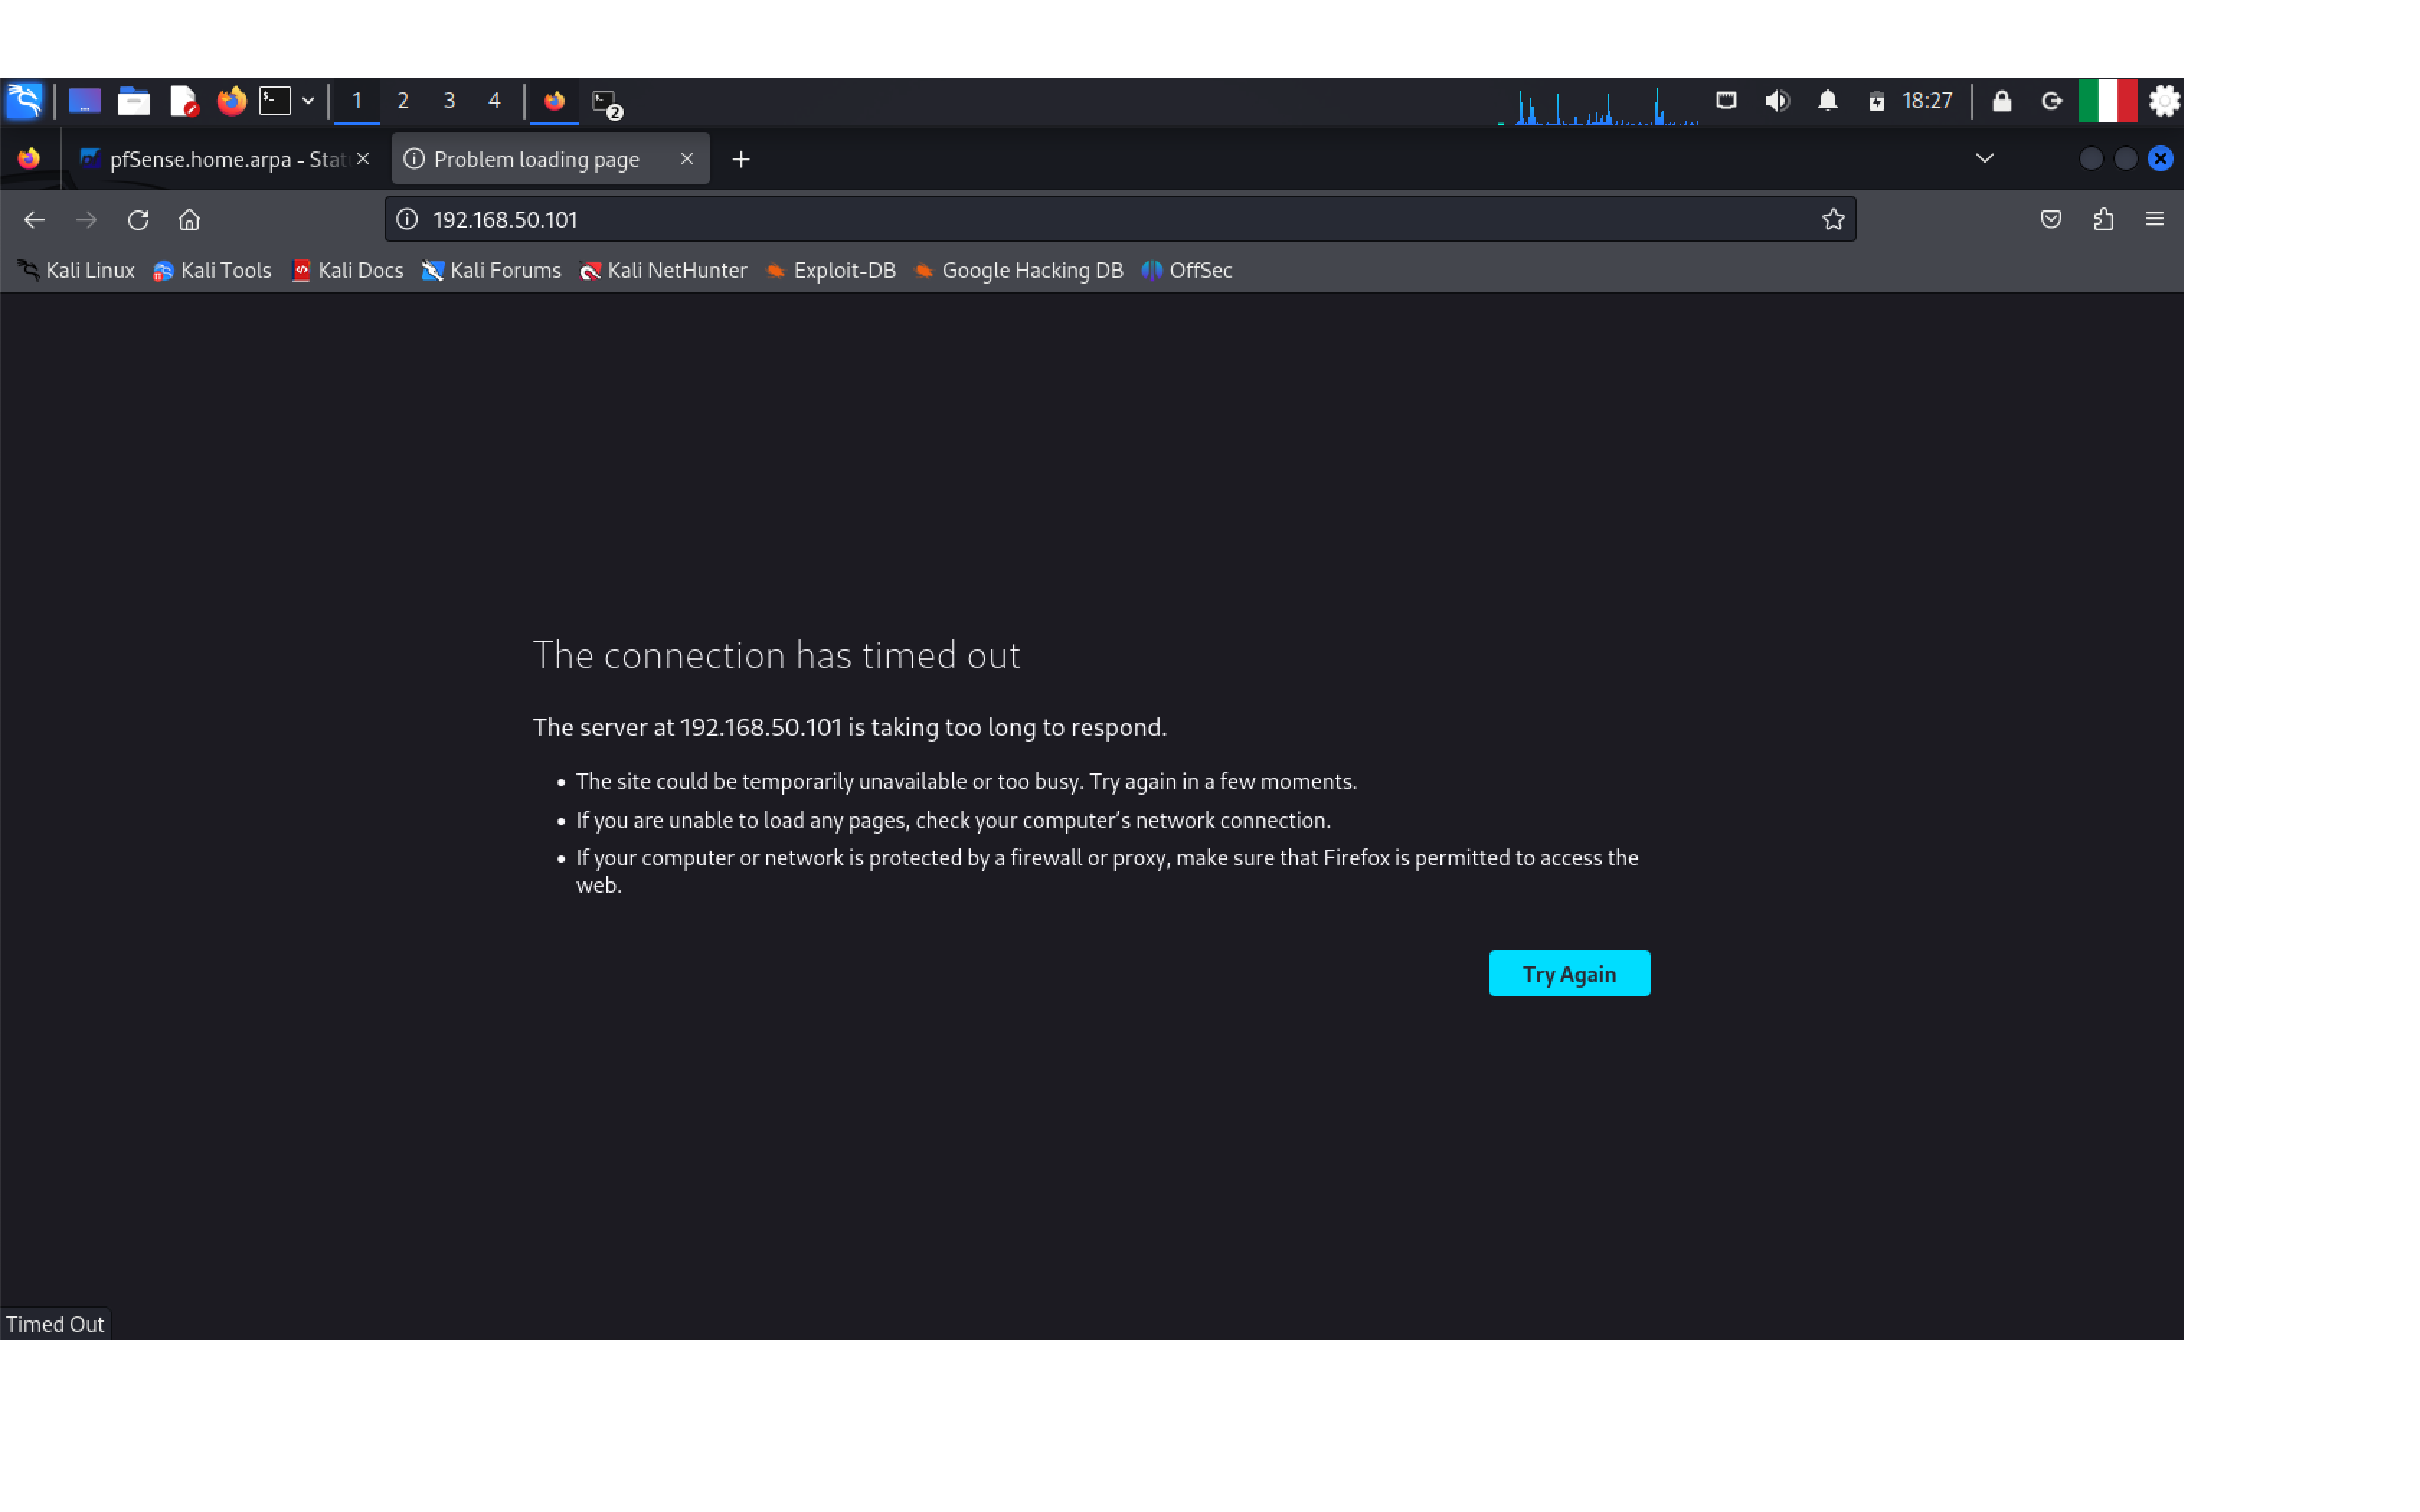 1 2 3 4 2 18:27
pfSense.home.arpa - Stat Problem loading page
192.168.50.101
Kali Linux Kali Tools Kali Docs Kali Forums Kali NetHunter Exploit-DB Google Hacking DB OffSec
The connection has timed out
The server at 192.168.50.101 is taking too long to respond.
• The site could be temporarily unavailable or too busy. Try again in a few moments.
• If you are unable to load any pages, check your computer’s network connection.
• If your computer or network is protected by a firewall or proxy, make sure that Firefox is permitted to access the
web.
Try Again
Timed Out